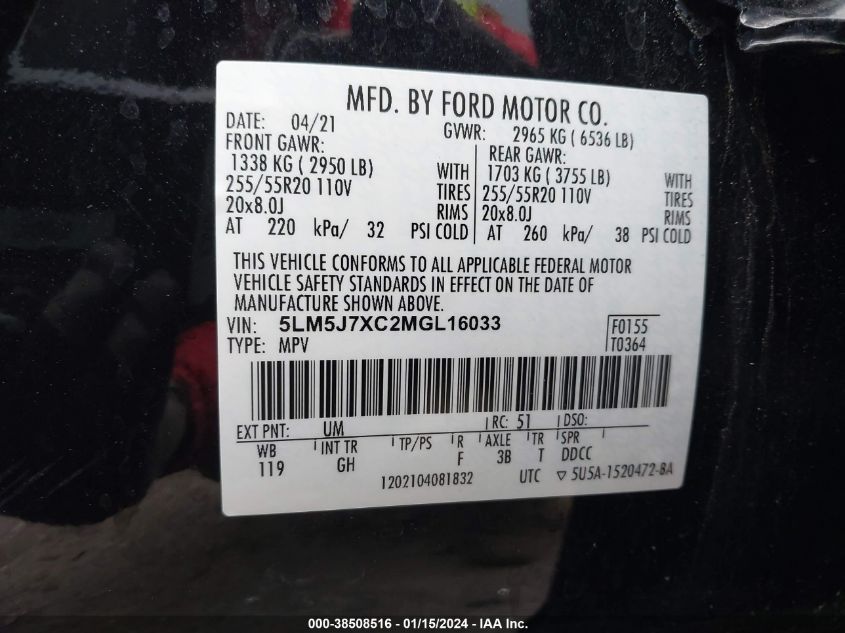 MFD. BY FORD MOTOR CO.
DATE: 04/21 GVWR: 2965 KG ( 6536 LB)
FRONT GAWR: REAR GAWR:
1338 KG ( 2950 LB) WITH 1703 KG ( 3755 LB) WITH
255/55R20 110V TIRES 255/55R20 110V TIRES
20x8.0J RIMS 20x8.0J RIMS
AT 220 kPa/ 32 PSI COLD AT 260 kPa/ 38 PSI COLD
THIS VEHICLE CONFORMS TO ALL APPLICABLE FEDERAL MOTOR
VEHICLE SAFETY STANDARDS IN EFFECT ON THE DATE OF
MANUFACTURE SHOWN ABOVE.
VIN: 5LM5J7XC2MGL16033 F0155
TYPE: MPV T0364
EXT PNT: UM RC: 51 DSO:
WB INT TR TP/PS R AXLE TR SPR
119 GH F 3B T DDCC
1202104081832 UTC ▽ 5U5A-1520472-BA
000-38508516 - 01/15/2024 - IAA Inc.